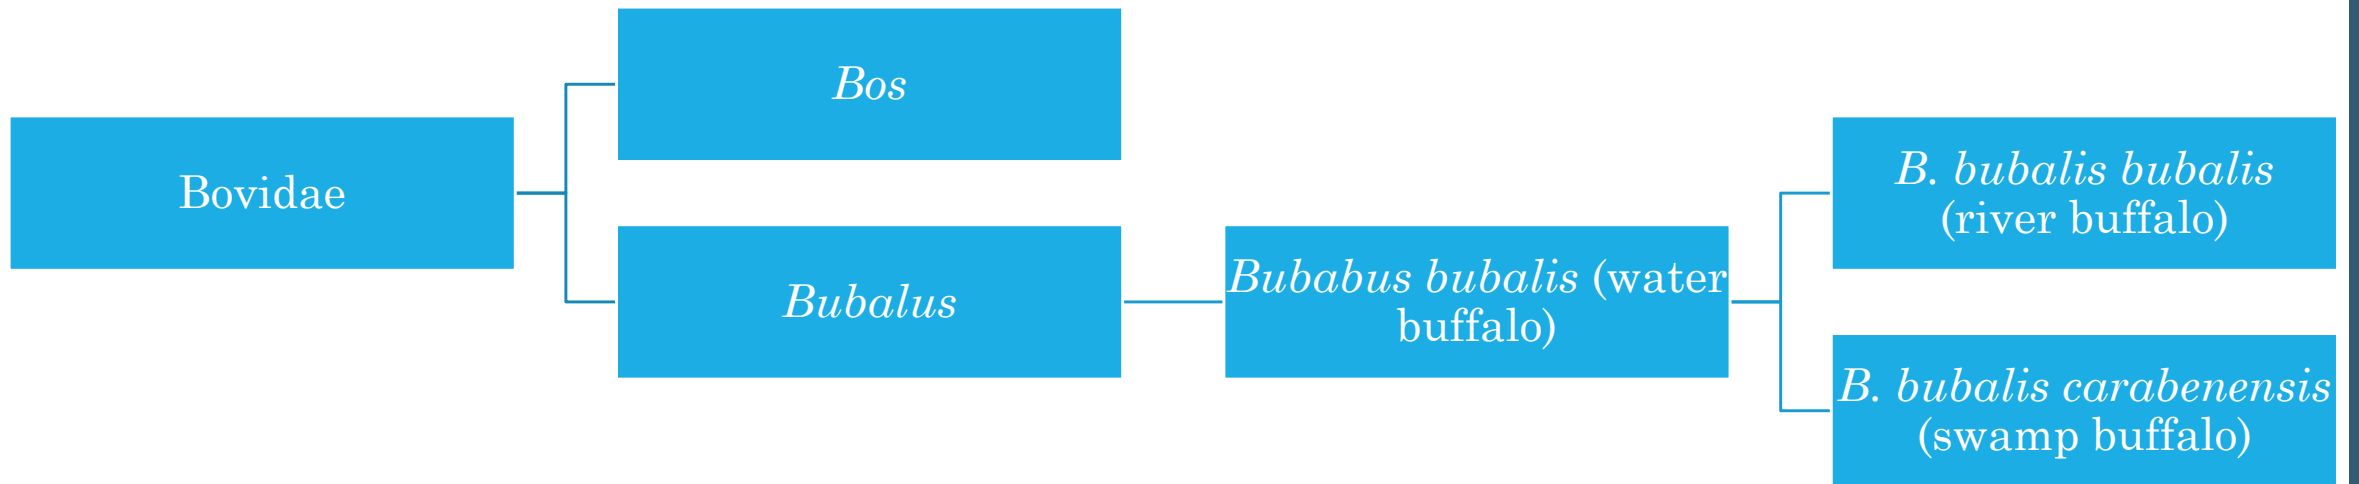 Bovidae
Bos
Bubalus
Bubabus bubalis (water
buffalo)
B. bubalis bubalis
(river buffalo)
B. bubalis carabenensis
(swamp buffalo)